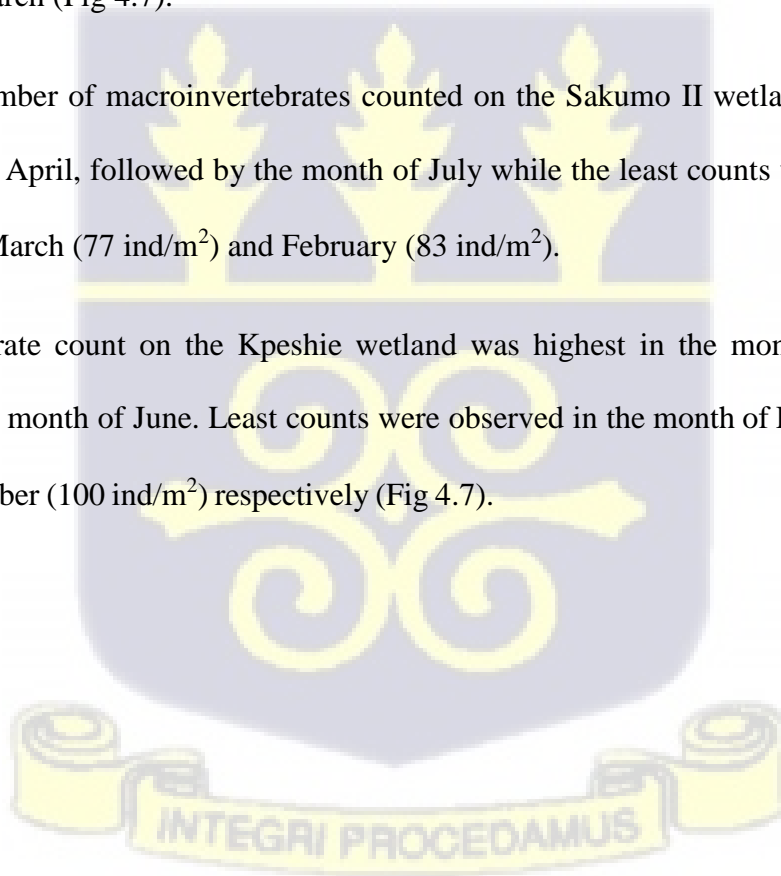 arch (Fig 4.7).
mber of macroinvertebrates counted on the Sakumo II wetla
April, followed by the month of July while the least counts
March (77 ind/m²) and February (83 ind/m²).
rate count on the Kpeshie wetland was highest in the mon
month of June. Least counts were observed in the month of
ber (100 ind/m²) respectively (Fig 4.7).
INTEGRI PROCEDAMUS